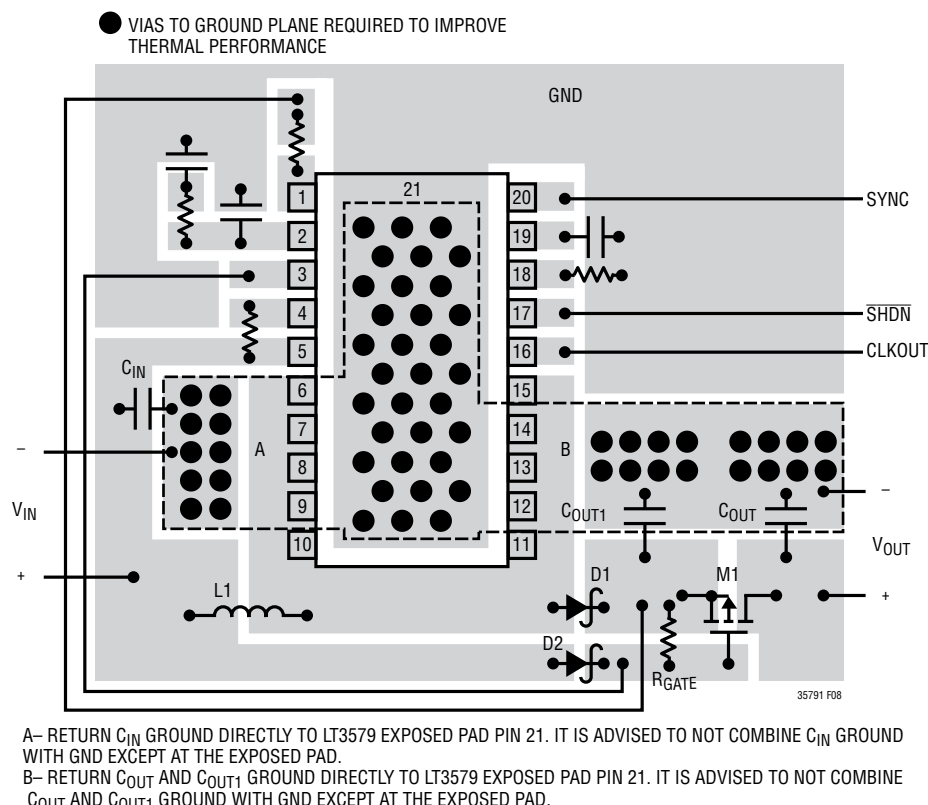 VIAS TO GROUND PLANE REQUIRED TO IMPROVE
THERMAL PERFORMANCE
GND
21
1
2
3
4
5
6
7
8
9
10
20
19
18
17
16
15
14
13
12
11
SYNC
SHDN
CLKOUT
CIN
A
B
–
VIN
+
L1
COUT1
COUT
–
VOUT
+
D1
M1
D2
RGATE
35791 F08
A– RETURN CIN GROUND DIRECTLY TO LT3579 EXPOSED PAD PIN 21. IT IS ADVISED TO NOT COMBINE CIN GROUND
WITH GND EXCEPT AT THE EXPOSED PAD.
B– RETURN COUT AND COUT1 GROUND DIRECTLY TO LT3579 EXPOSED PAD PIN 21. IT IS ADVISED TO NOT COMBINE
COUT AND COUT1 GROUND WITH GND EXCEPT AT THE EXPOSED PAD.